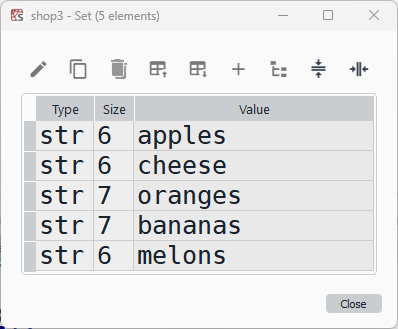 shop3 - Set (5 elements)
Type Size Value
str 6 apples
str 6 cheese
str 7 oranges
str 7 bananas
str 6 melons
Close